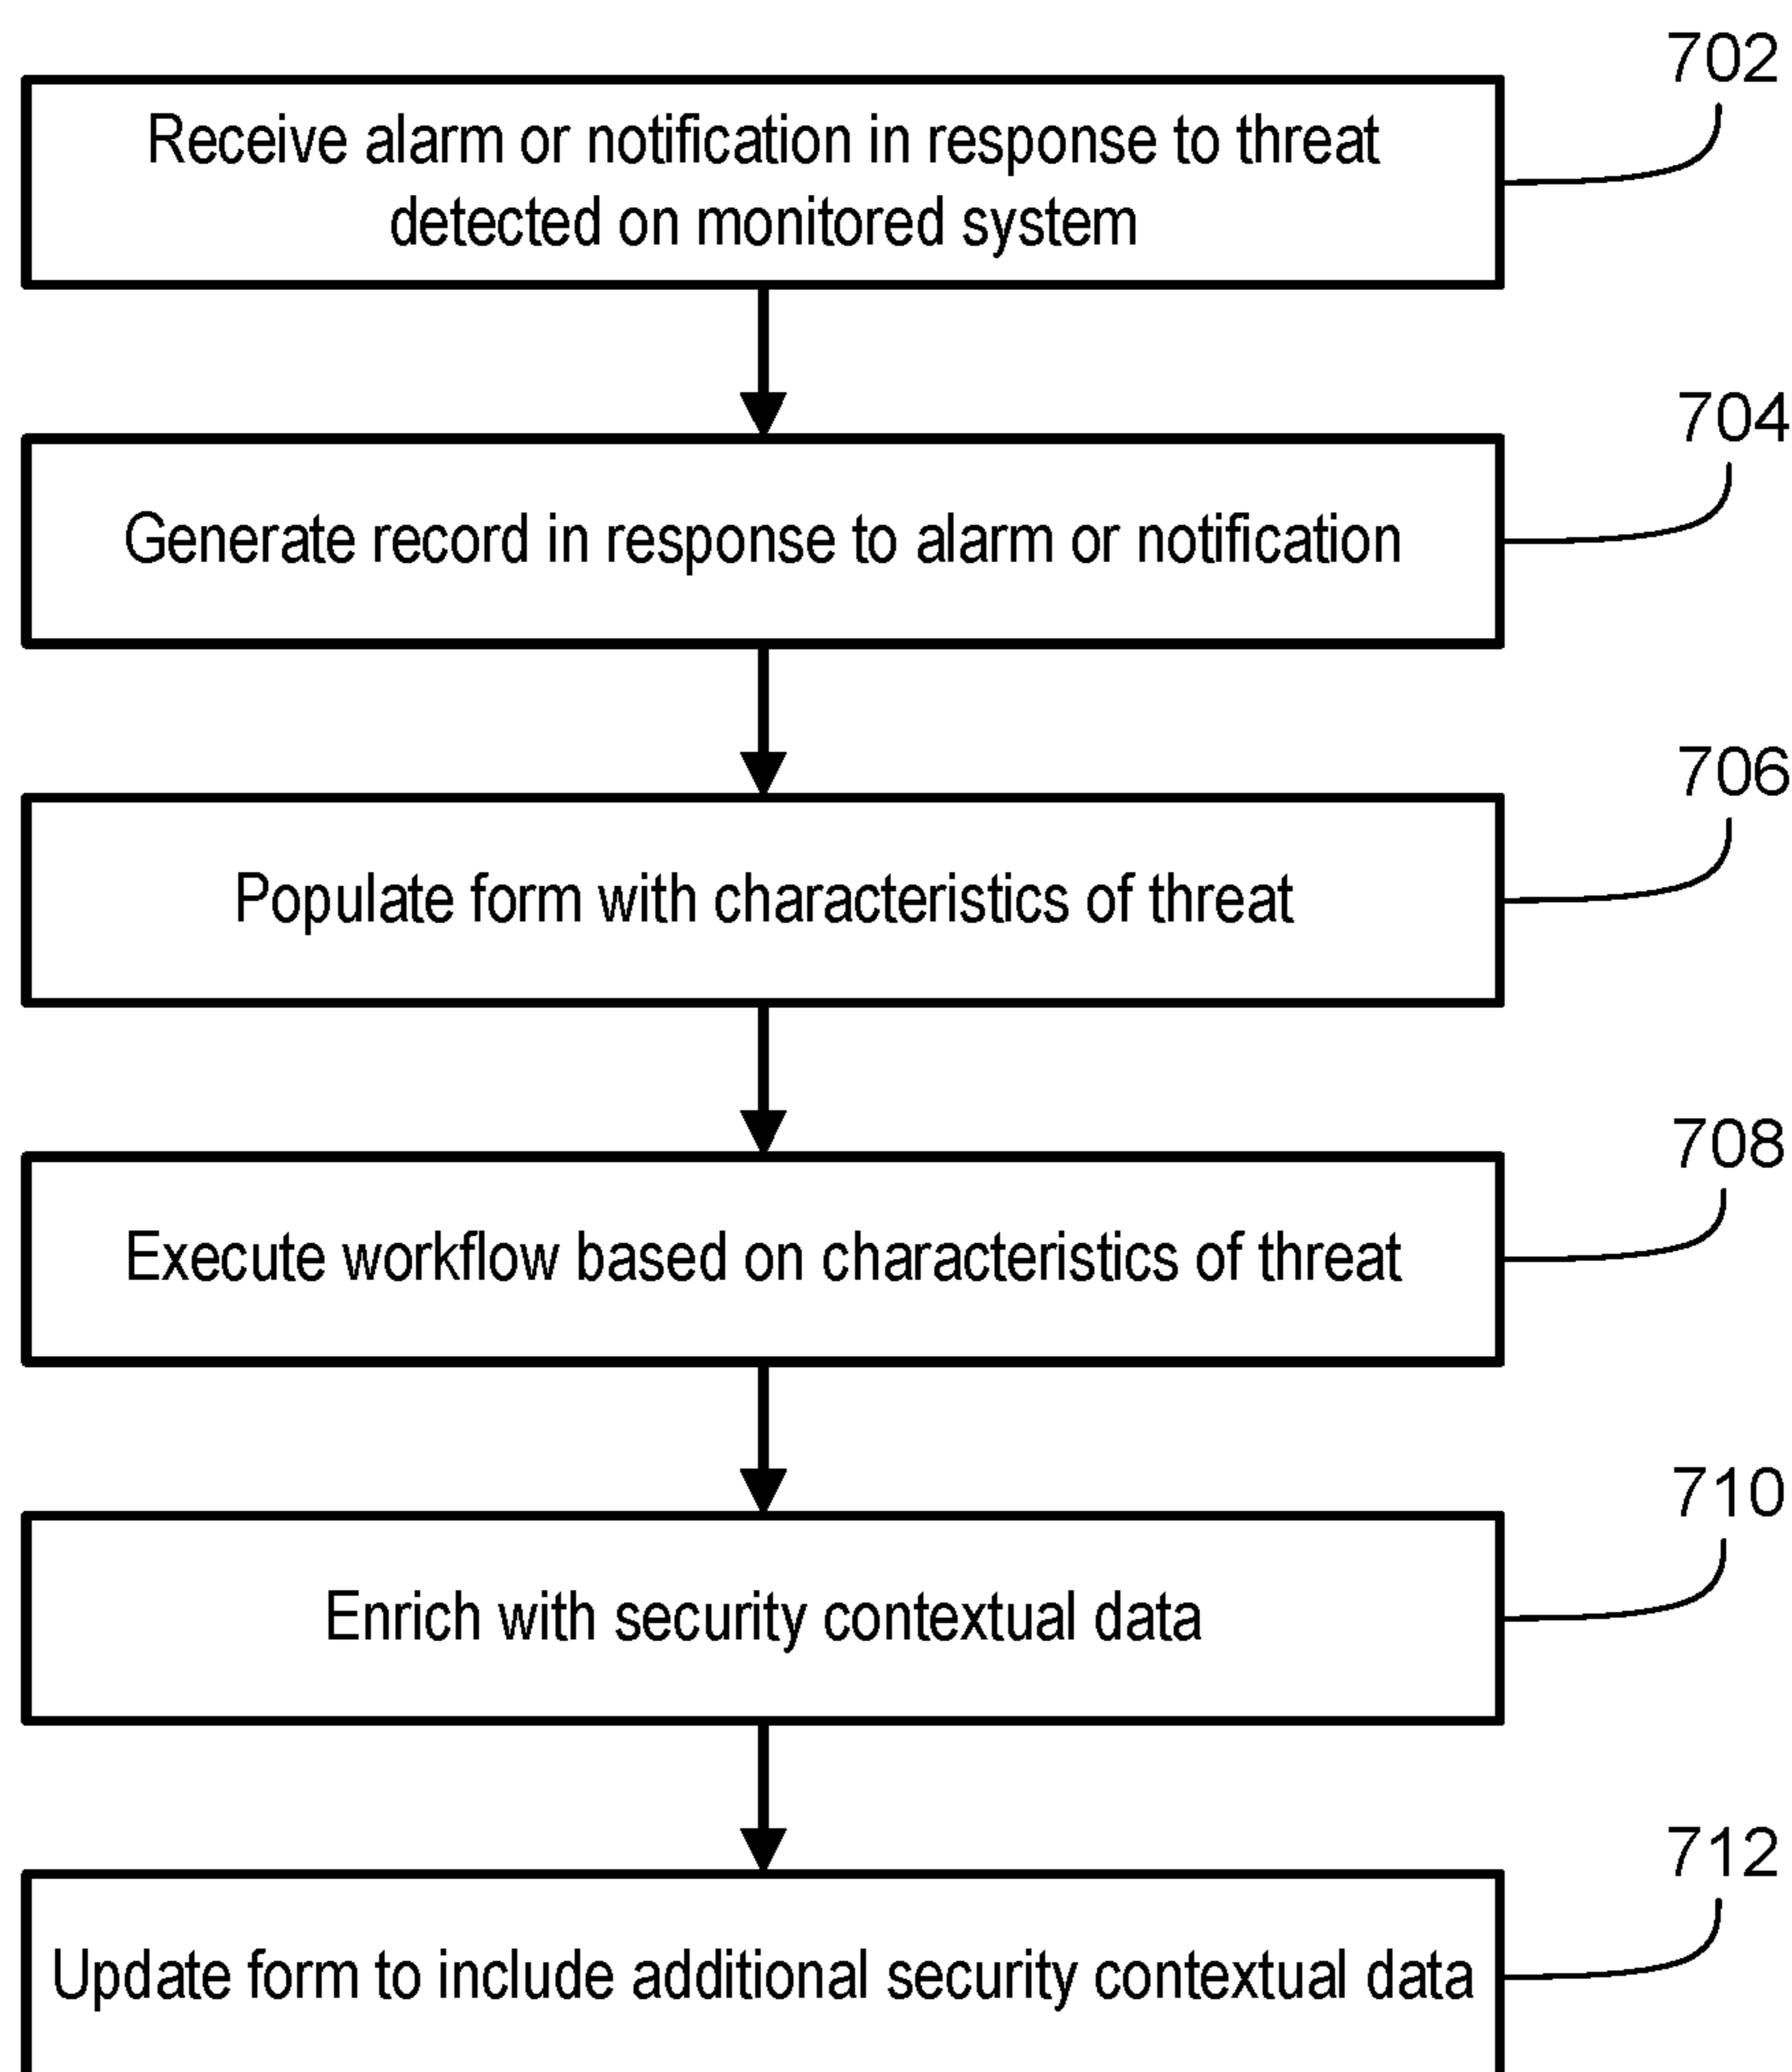 702
Receive alarm or notification in response to threat
detected on monitored system
704
Generate record in response to alarm or notification
706
Populate form with characteristics of threat
708
Execute workflow based on characteristics of threat
710
Enrich with security contextual data
712
Update form to include additional security contextual data